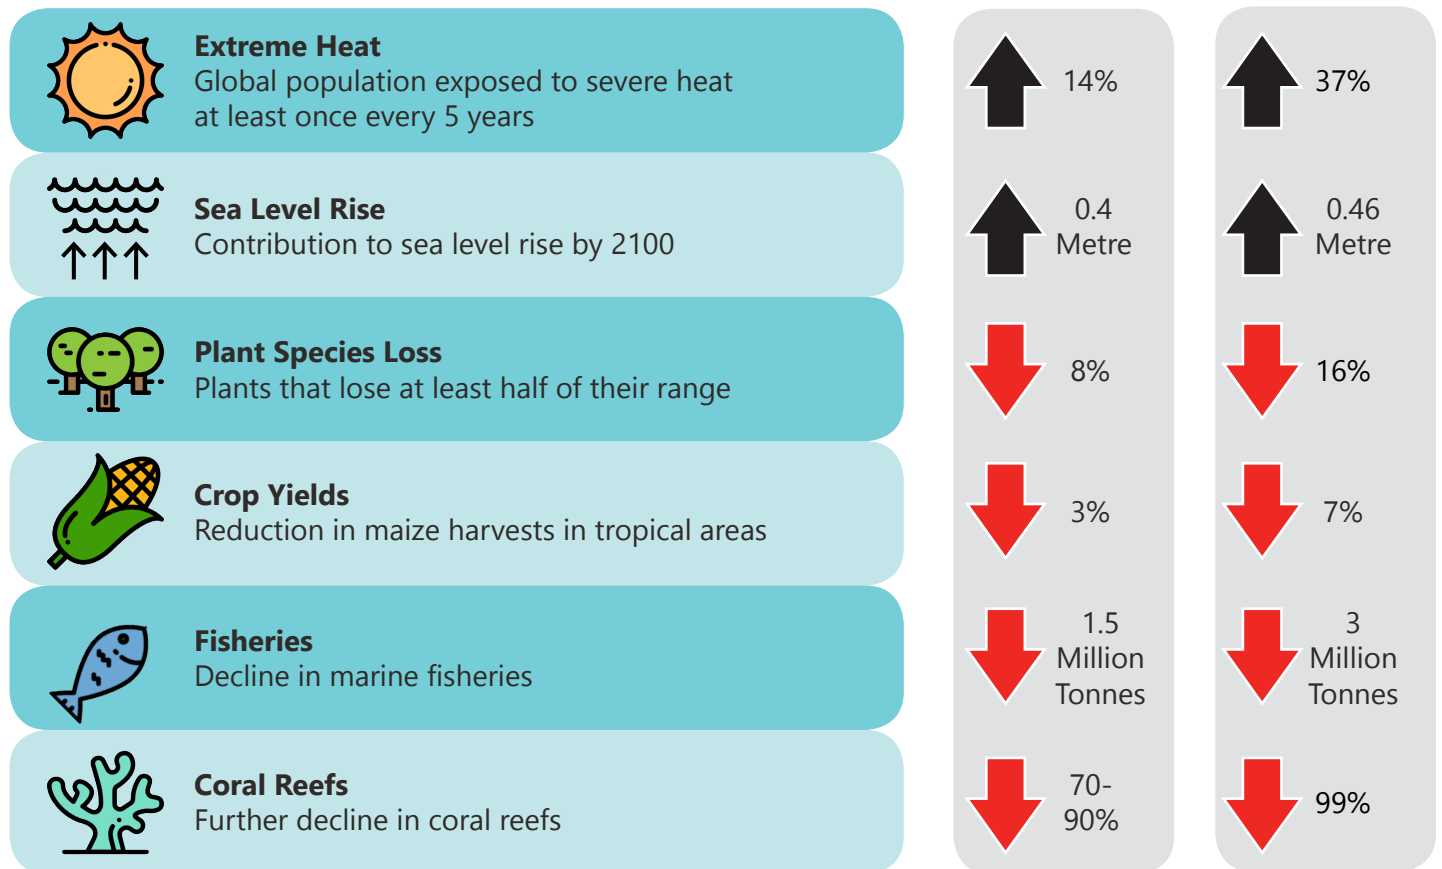 Extreme Heat
Global population exposed to severe heat
at least once every 5 years
14%
37%
Sea Level Rise
Contribution to sea level rise by 2100
0.4
Metre
0.46
Metre
Plant Species Loss
Plants that lose at least half of their range
8%
16%
Crop Yields
Reduction in maize harvests in tropical areas
3%
7%
Fisheries
Decline in marine fisheries
1.5
Million
Tonnes
3
Million
Tonnes
Coral Reefs
Further decline in coral reefs
70-
90%
99%